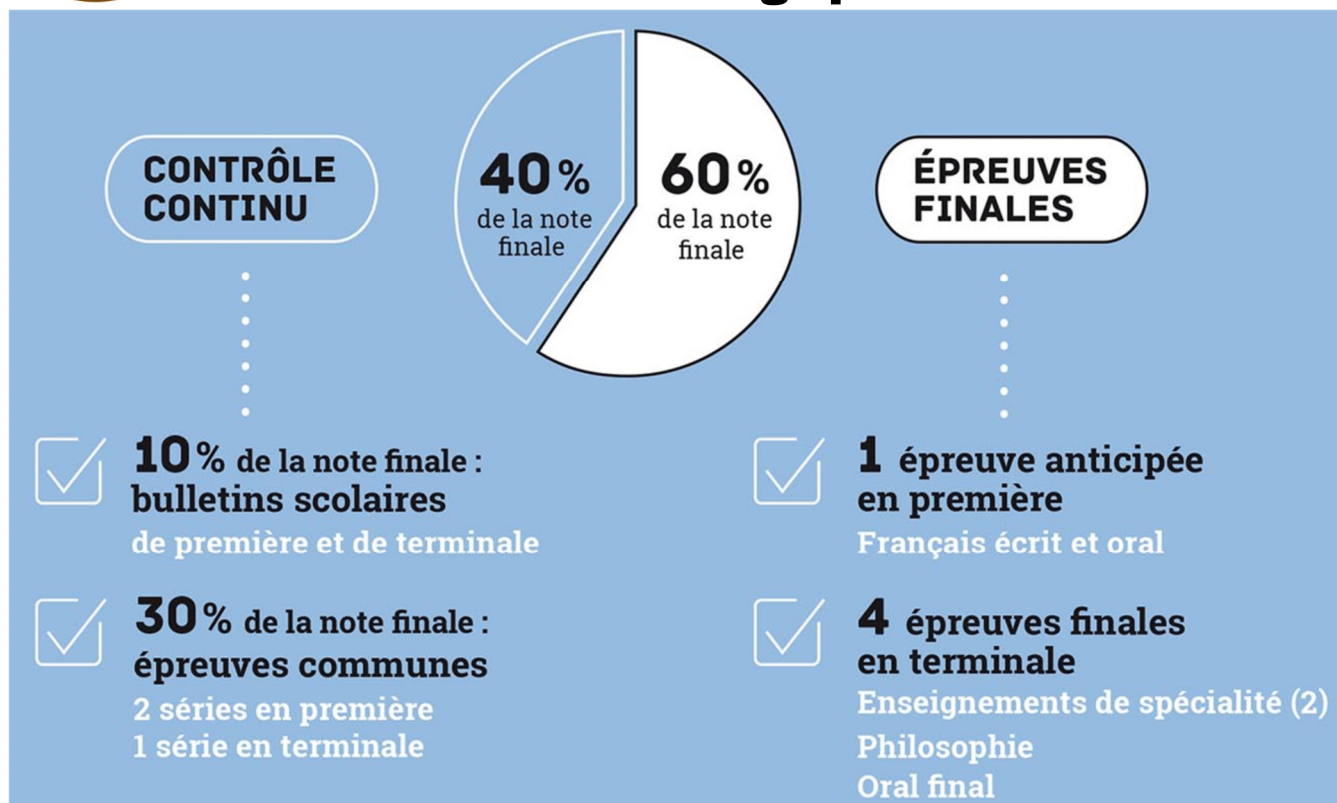 CONTRÔLE
CONTINU
40%
de la note
finale
60%
de la note
finale
ÉPREUVES
FINALES
10% de la note finale :
bulletins scolaires
de première et de terminale
30% de la note finale :
épreuves communes
2 séries en première
1 série en terminale
1 épreuve anticipée
en première
Français écrit et oral
4 épreuves finales
en terminale
Enseignements de spécialité (2)
Philosophie
Oral final